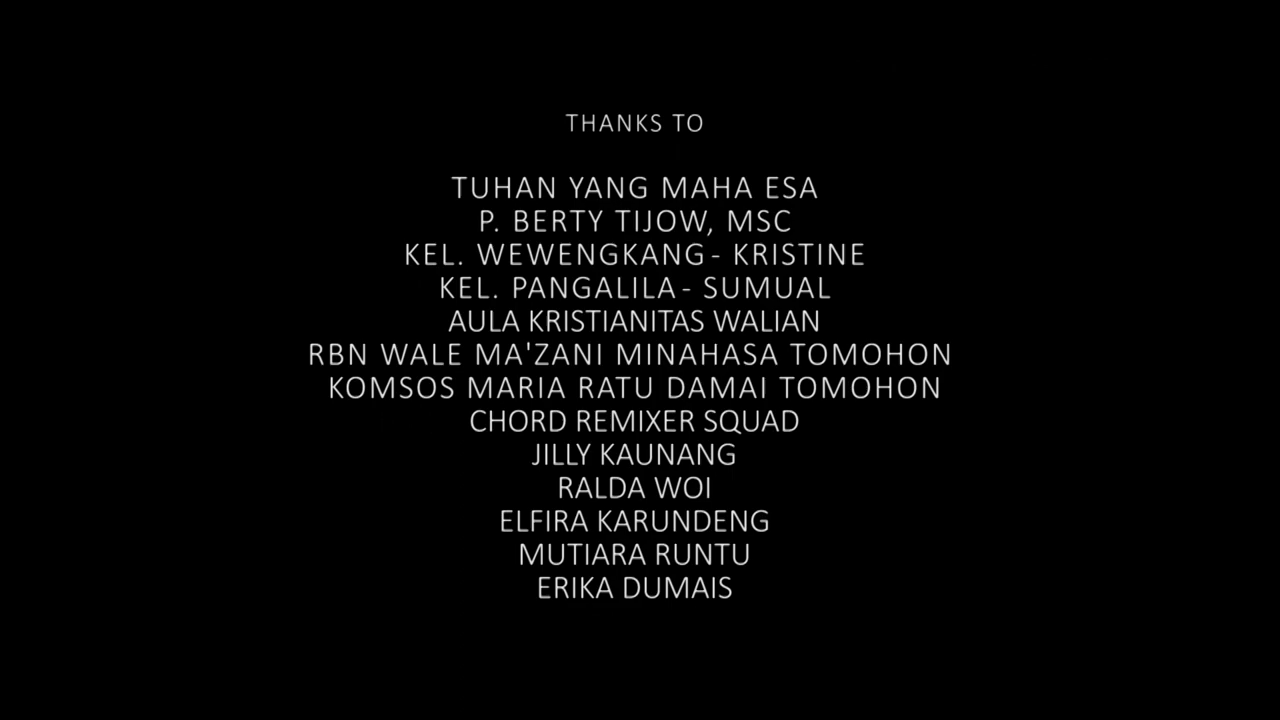 THANKS TO
TUHAN YANG MAHA ESA
P. BERTY TIJOW, MSC
KEL. WEWENGKANG - KRISTINE
KEL. PANGALILA - SUMUAL
AULA KRISTIANITAS WALIAN
RBN WALE MA'ZANI MINAHASA TOMOHON
KOMSOS MARIA RATU DAMAI TOMOHON
CHORD REMIXER SQUAD
JILLY KAUNANG
RALDA WOI
ELFIRA KARUNDENG
MUTIARA RUNTU
ERIKA DUMAIS